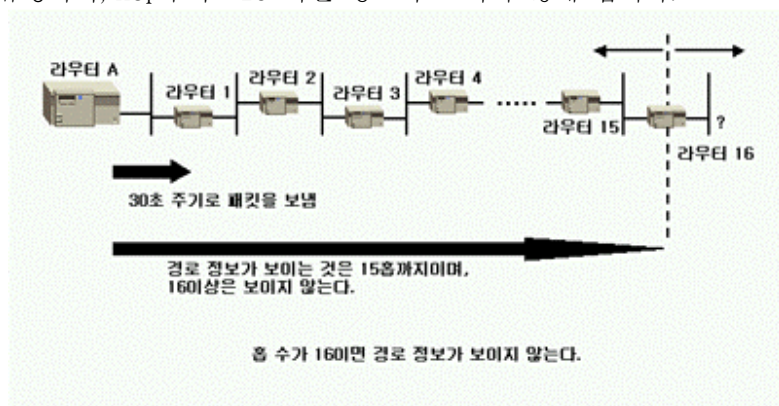 라우터 A
라우터 1
라우터 2
라우터 3
라우터 4
라우터 15
?
라우터 16
30초 주기로 패킷을 보냄
경로 정보가 보이는 것은 15홉까지이며,
16이상은 보이지 않는다.
홉 수가 16이면 경로 정보가 보이지 않는다.